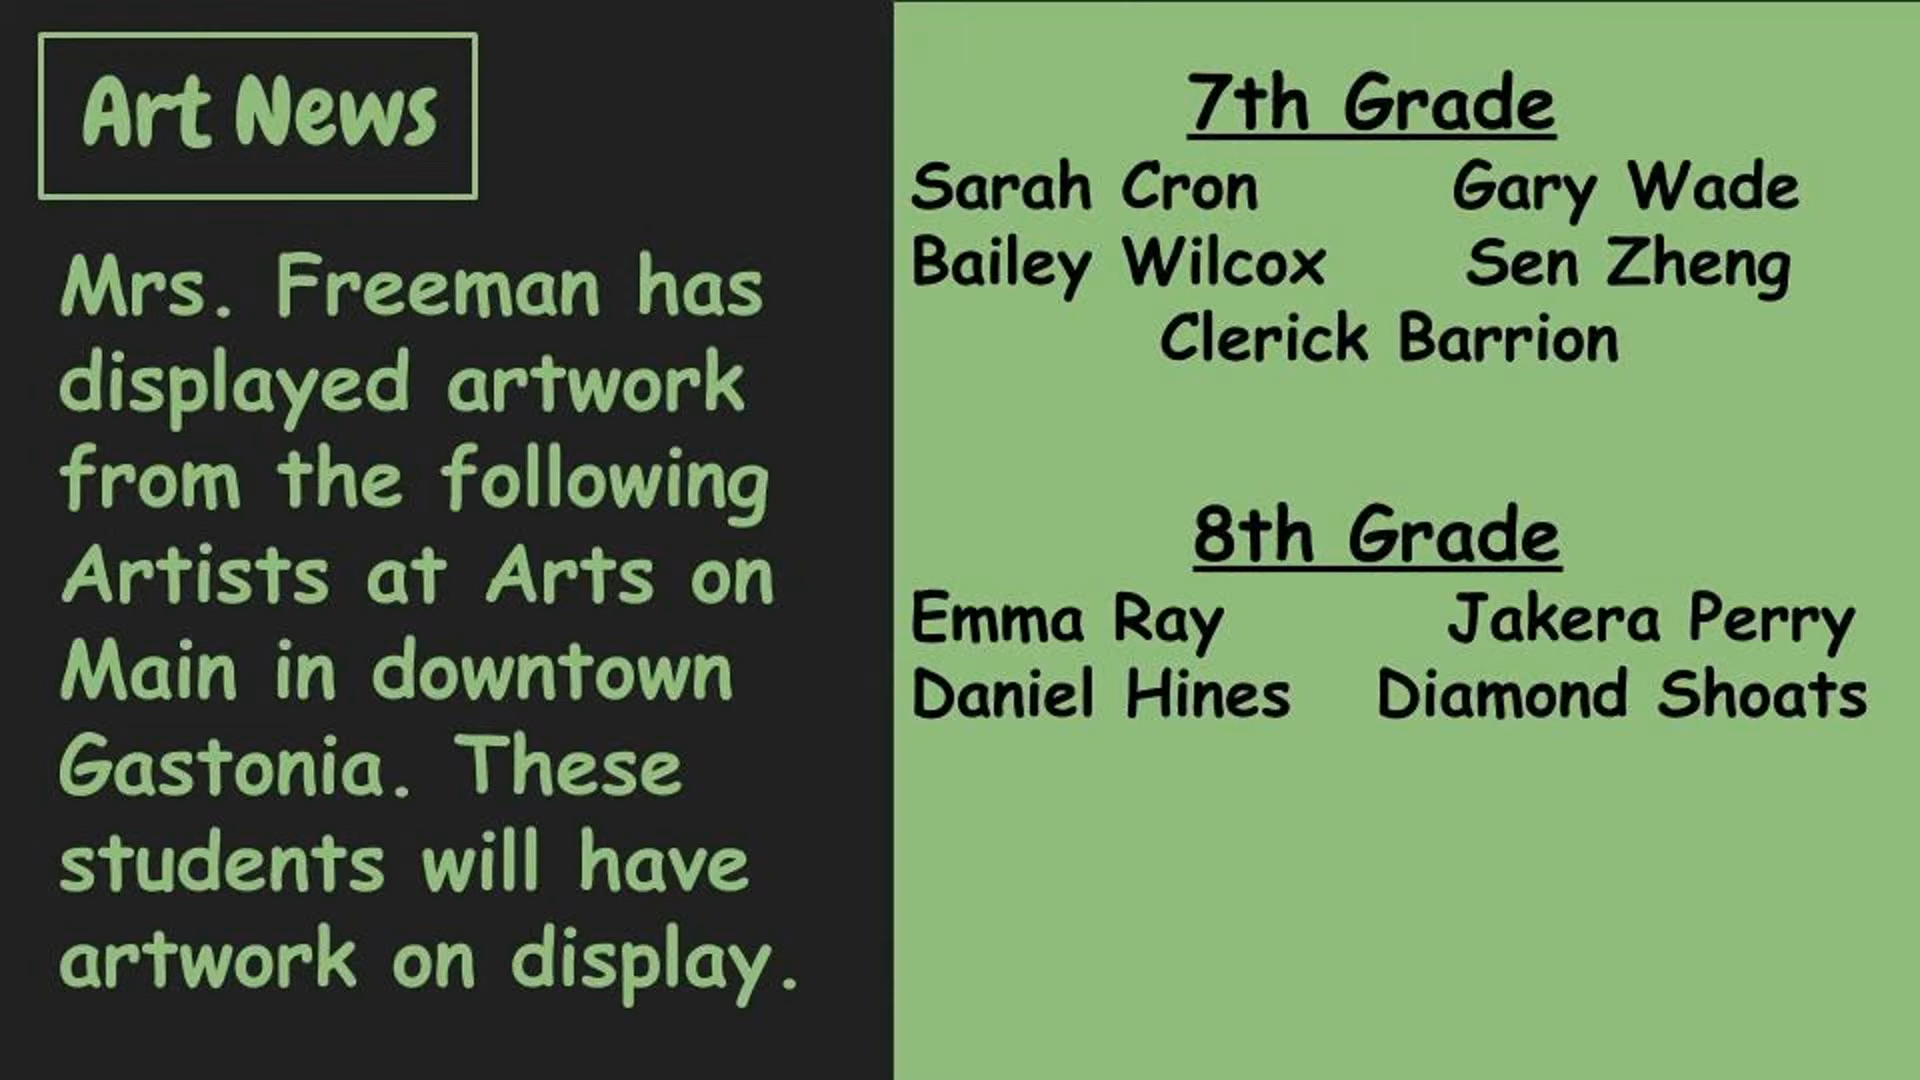 Art News
Mrs. Freeman has
displayed artwork
from the following
Artists at Arts on
Main in downtown
Gastonia. These
students will have
artwork on display.
7th Grade
Sarah Cron Gary Wade
Bailey Wilcox Sen Zheng
Clerick Barrion
8th Grade
Emma Ray Jakera Perry
Daniel Hines Diamond Shoats